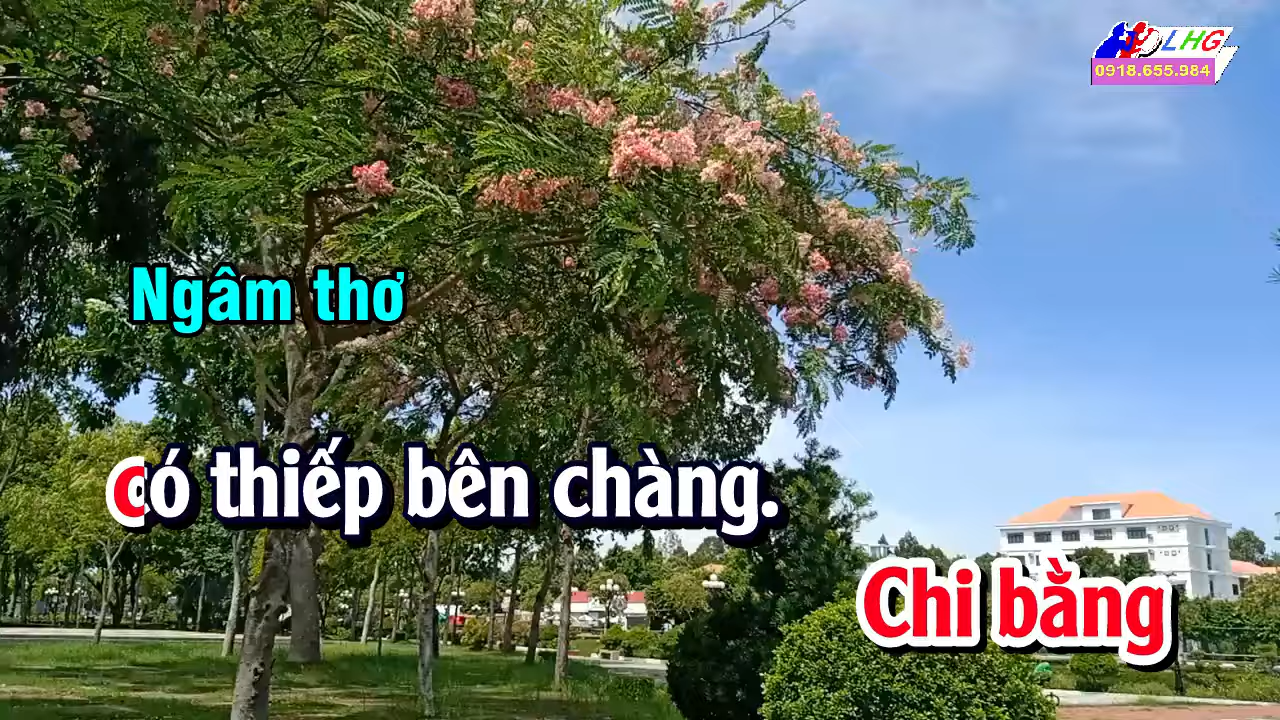 LHG
0918.655.984
Ngâm thơ
có thiếp bên chàng.
Chi bằng